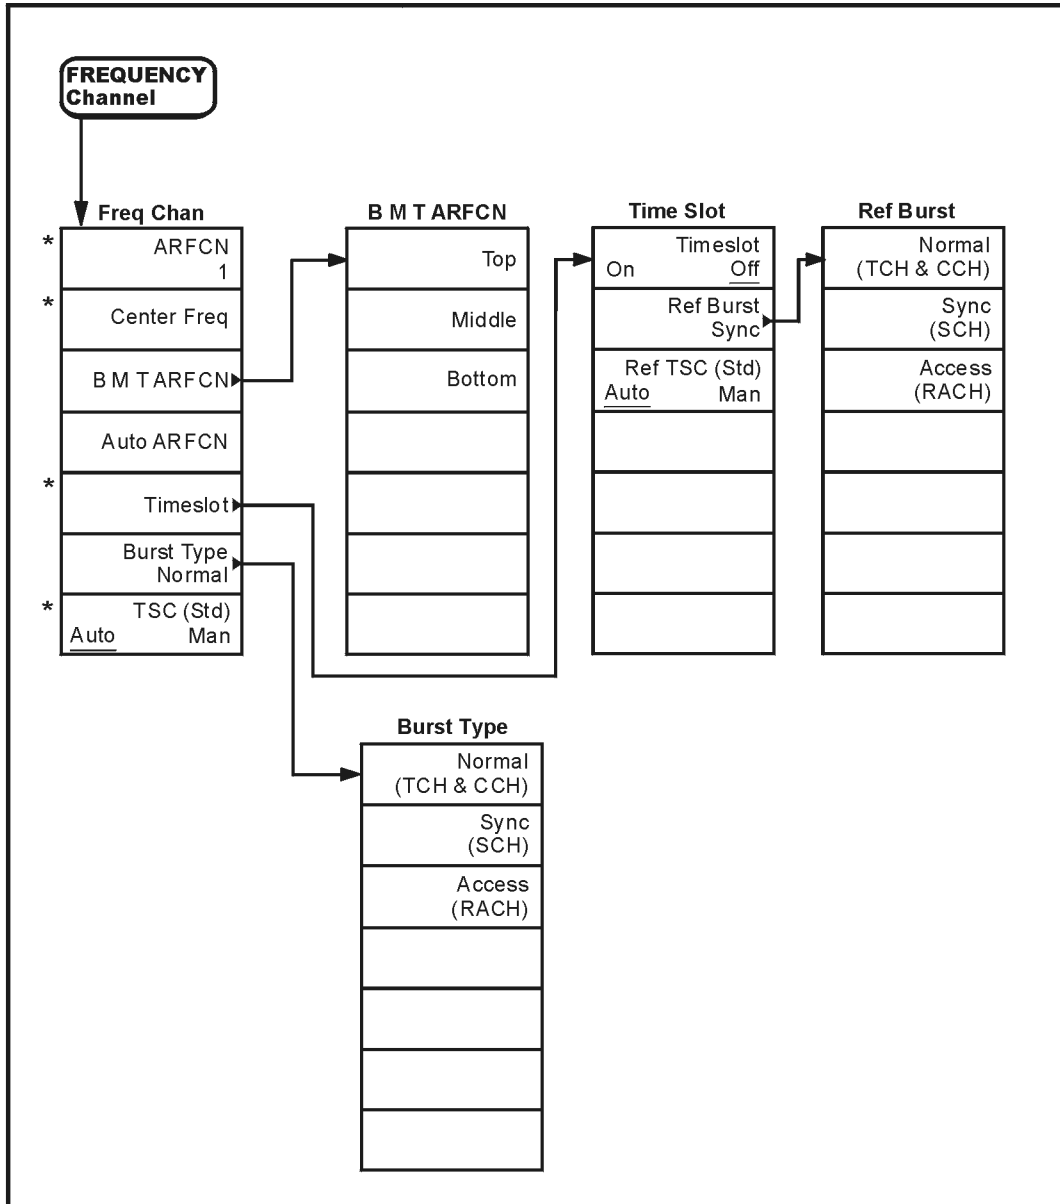 FREQUENCY
Channel
Freq Chan
* ARFCN
1
* Center Freq
B M T ARFCN
Auto ARFCN
* Timeslot
Burst Type
Normal
* TSC (Std)
Auto Man
B M T ARFCN
Top
Middle
Bottom
Time Slot
Timeslot
On Off
Ref Burst
Sync
Ref TSC (Std)
Auto Man
Ref Burst
Normal
(TCH & CCH)
Sync
(SCH)
Access
(RACH)
Burst Type
Normal
(TCH & CCH)
Sync
(SCH)
Access
(RACH)